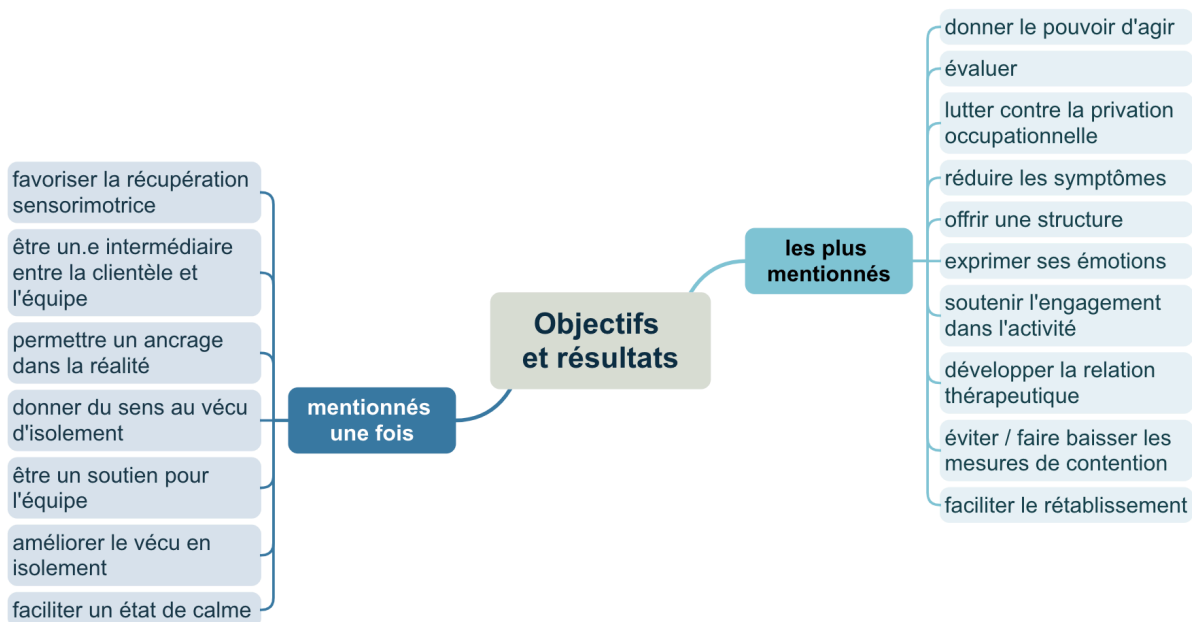 Objectifs
et résultats
les plus
mentionnés
donner le pouvoir d'agir
évaluer
lutter contre la privation
occupationnelle
réduire les symptômes
offrir une structure
exprimer ses émotions
soutenir l'engagement
dans l'activité
développer la relation
thérapeutique
éviter / faire baisser les
mesures de contention
faciliter le rétablissement
mentionnés
une fois
favoriser la récupération
sensorimotrice
être un.e intermédiaire
entre la clientèle et
l'équipe
permettre un ancrage
dans la réalité
donner du sens au vécu
d'isolement
être un soutien pour
l'équipe
améliorer le vécu en
isolement
faciliter un état de calme